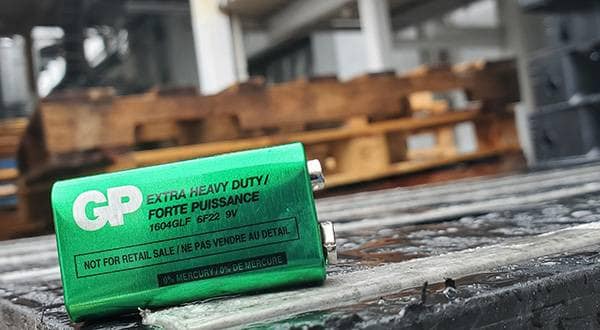 GP
EXTRA HEAVY DUTY/
FORTE PUISSANCE
1604GLF 6F22 9V
NOT FOR RETAIL SALE / NE PAS VENDRE AU DETAIL
0% MERCURY / 0% DE MERCURE